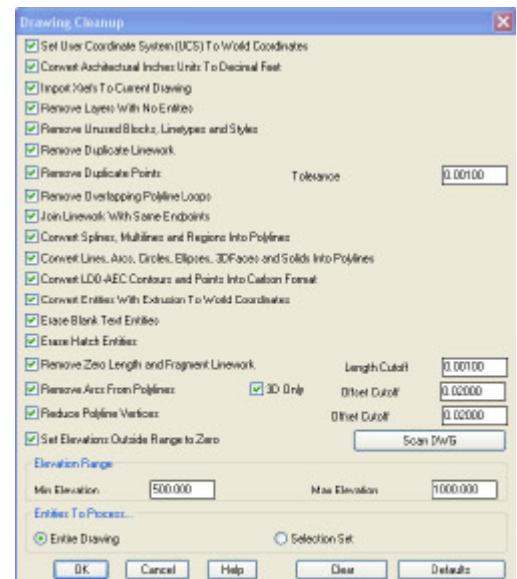 Drawing Cleanup
Set User Coordinate System (UCS) To World Coordinates
Convert Architectural Inches Units To Decimal Feet
Import Xrefs To Current Drawing
Remove Layers With No Entities
Remove Unused Blocks, Linetypes and Styles
Remove Duplicate Linework
Remove Duplicate Points Tolerance 0.00100
Remove Overlapping Polyline Loops
Join Linework With Same Endpoints
Convert Splines, Multilines and Regions Into Polylines
Convert Lines, Arcs, Circles, Ellipses, 3DFaces and Solids Into Polylines
Convert LDD-AEC Contours and Points Into Carlson Format
Convert Entities With Extrusion To World Coordinates
Erase Blank Text Entities
Erase Hatch Entities
Remove Zero Length and Fragment Linework Length Cutoff 0.00100
Remove Arcs From Polylines 3D Only Offset Cutoff 0.02000
Reduce Polyline Vertices Offset Cutoff 0.02000
Set Elevations Outside Range to Zero Scan DWG
Elevation Range
Min Elevation 500.000 Max Elevation 1000.000
Entities To Process...
Entire Drawing Selection Set
OK Cancel Help Clear Defaults